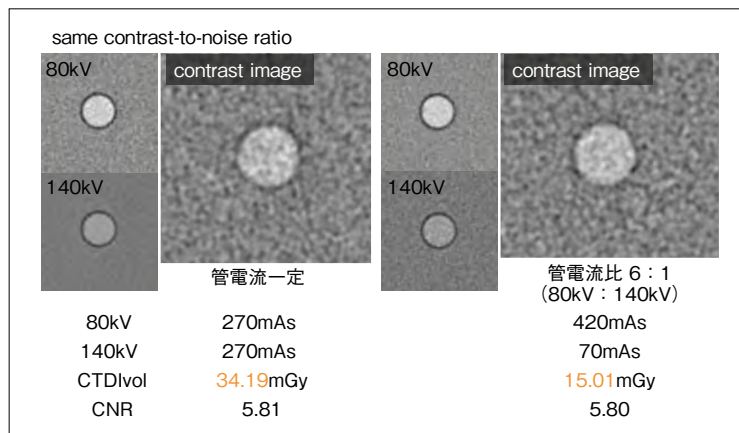 same contrast-to-noise ratio
80kV
contrast image
140kV
管電流一定
80kV
contrast image
140kV
管電流比 6：1
（80kV：140kV）
80kV 270mAs 420mAs
140kV 270mAs 70mAs
CTDIvol 34.19mGy 15.01mGy
CNR 5.81 5.80